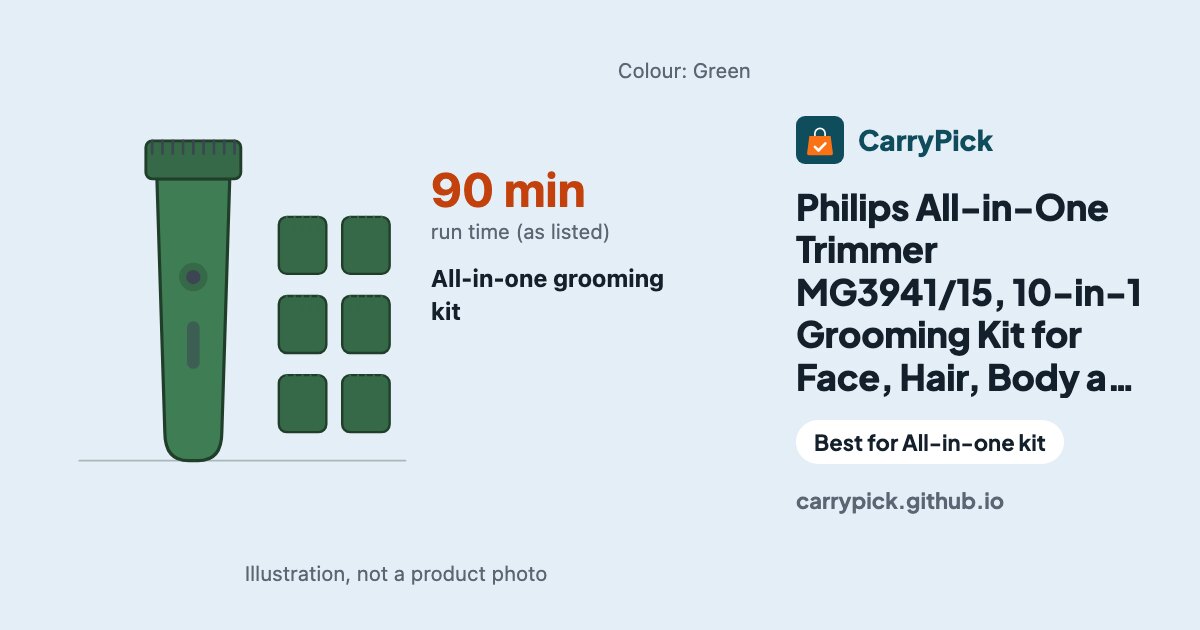 Colour: Green
90 min
run time (as listed)
All-in-one grooming
kit
Illustration, not a product photo
CarryPick
Philips All-in-One
Trimmer
MG3941/15, 10-in-1
Grooming Kit for
Face, Hair, Body a...
Best for All-in-one kit
carrypick.github.io